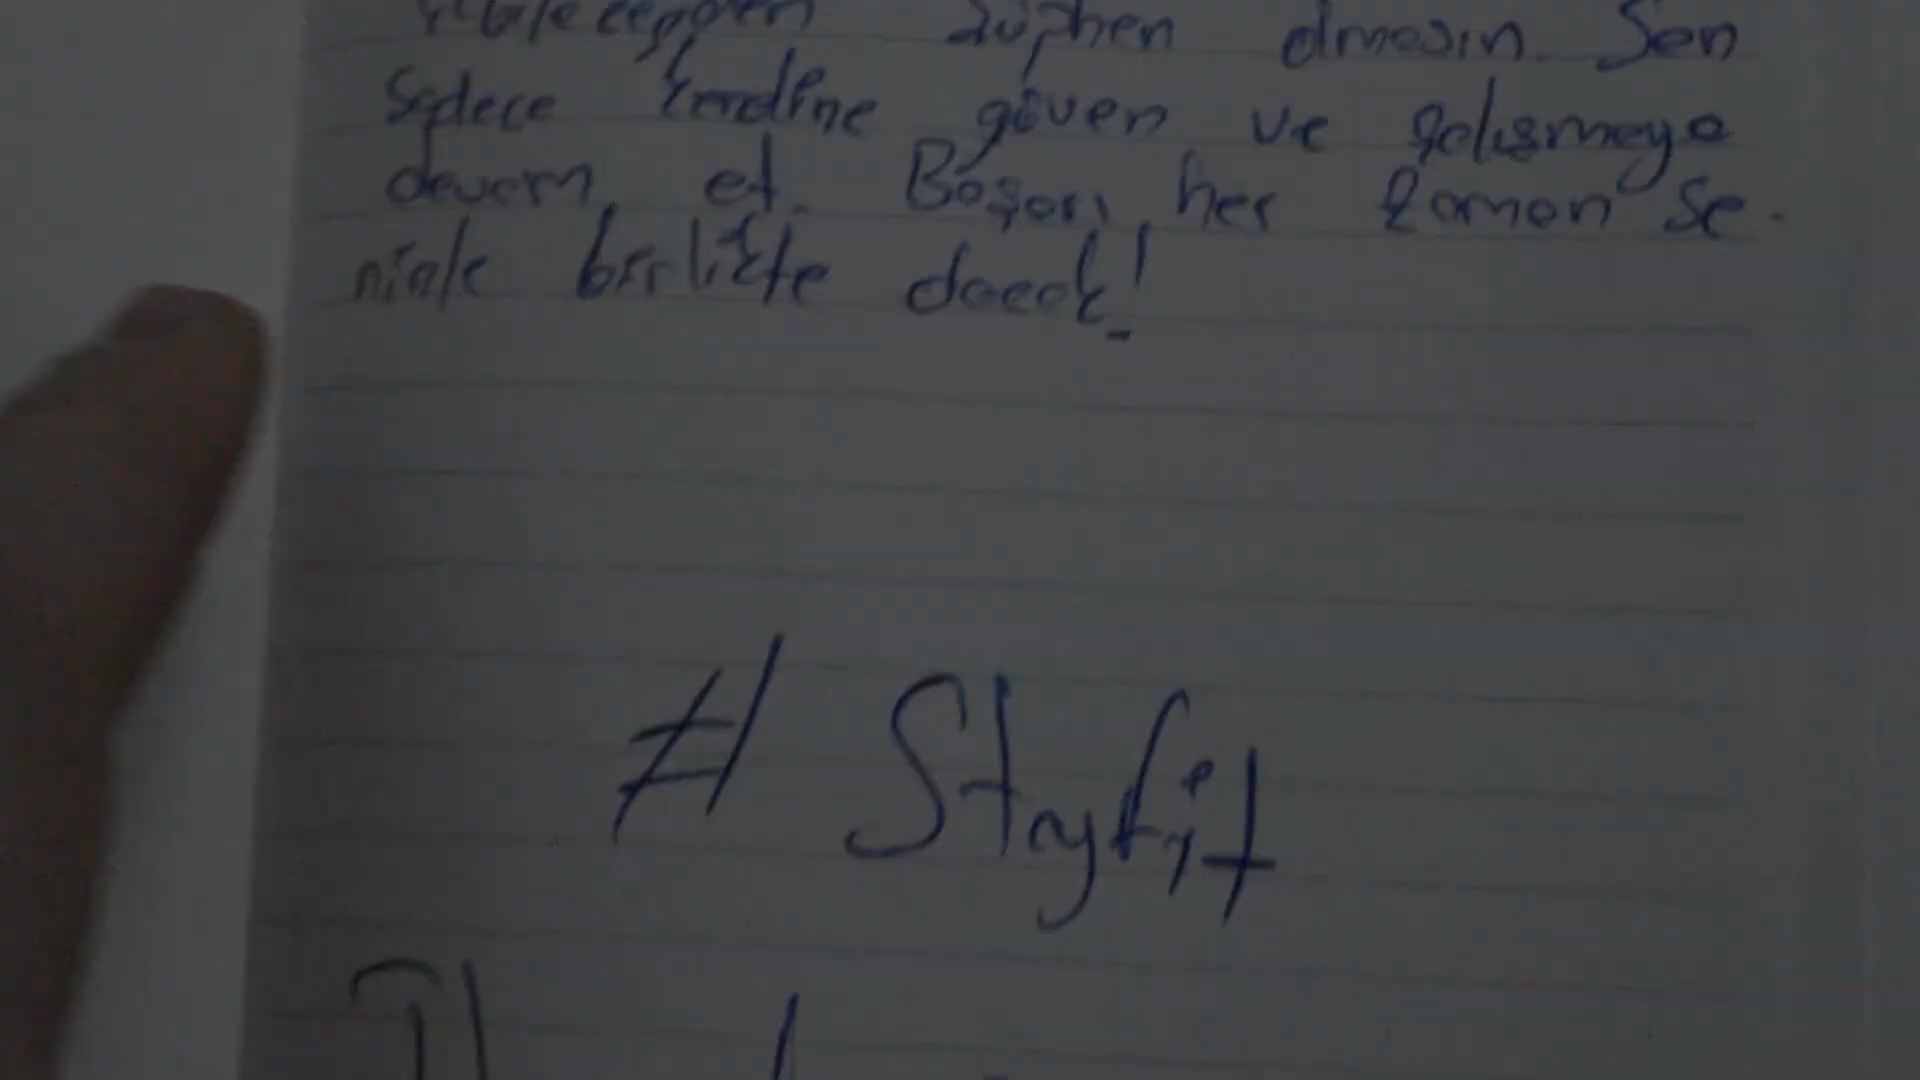 şüphen olmasın. Sen
Sadece kendine güven ve çalışmaya
devam et. Başarı, her zaman se-
ninle birlikte olacak!
# Stayfit